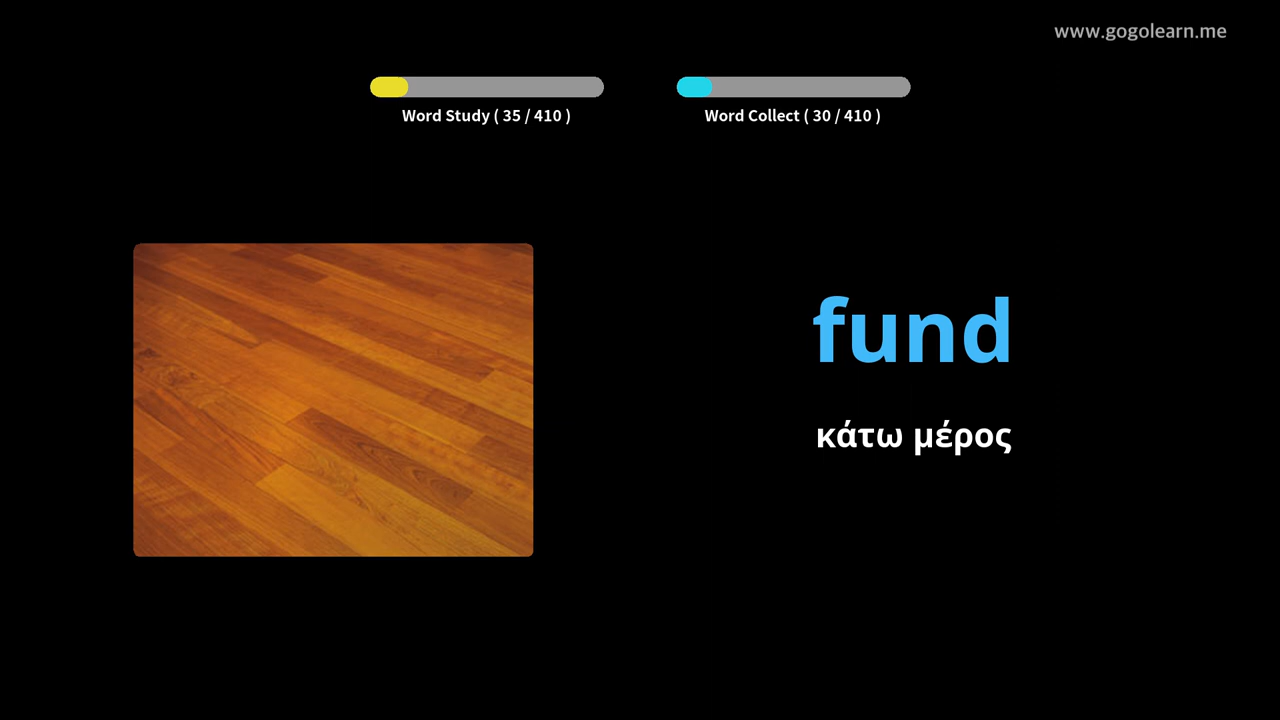 www.gogolearn.me
Word Study ( 35 / 410 )
Word Collect ( 30 / 410 )
fund
κάτω μέρος